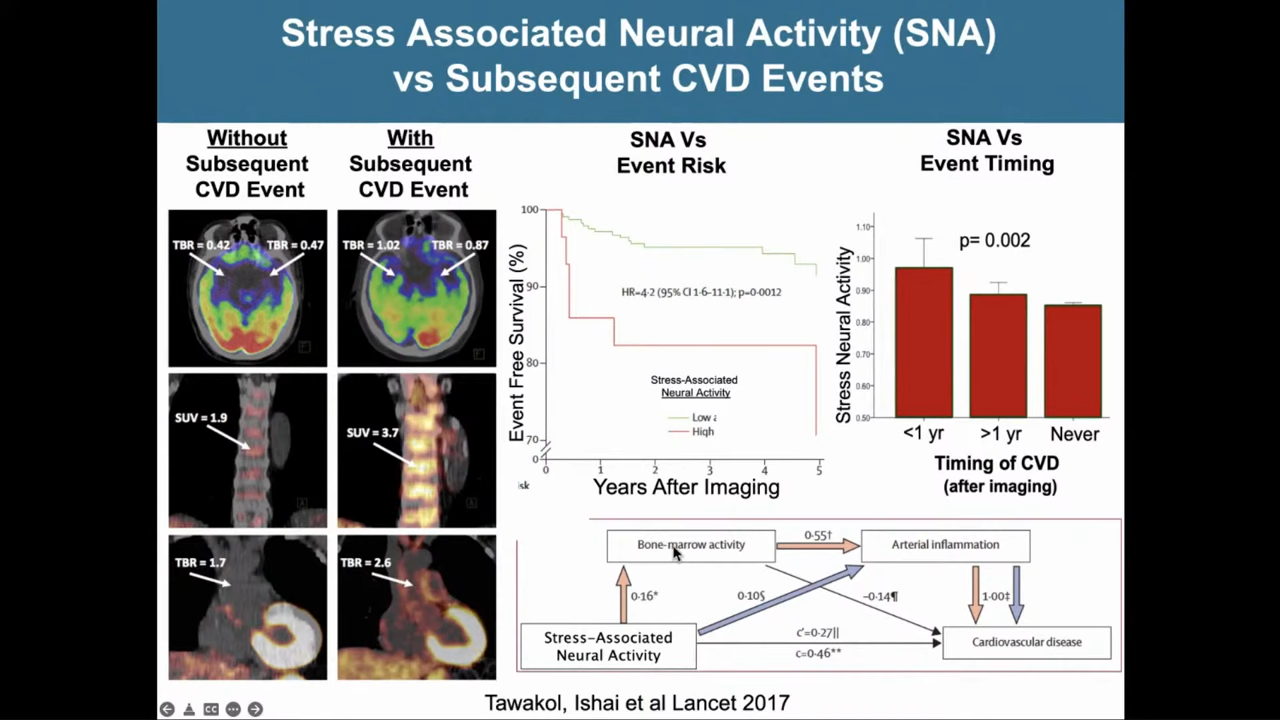 Stress Associated Neural Activity (SNA)
vs Subsequent CVD Events
Without
Subsequent
CVD Event
With
Subsequent
CVD Event
TBR = 0.42
TBR = 0.47
TBR = 1.02
TBR = 0.87
SUV = 1.9
SUV = 3.7
TBR = 1.7
TBR = 2.6
SNA Vs
Event Risk
Event Free Survival (%)
100
90
80
70
0
HR=4·2 (95% CI 1·6–11·1); p=0·0012
Stress-Associated
Neural Activity
Low
High
0 1 2 3 4 5
isk
Years After Imaging
SNA Vs
Event Timing
Stress Neural Activity
1.10
1.00
0.90
0.80
0.70
0.60
0.50
p= 0.002
<1 yr >1 yr Never
Timing of CVD
(after imaging)
Bone-marrow activity
0·55†
Arterial inflammation
0·16*
0·10§
–0·14¶
1·00‡
Stress-Associated
Neural Activity
c'=0·27||
c=0·46**
Cardiovascular disease
Tawakol, Ishai et al Lancet 2017
CC